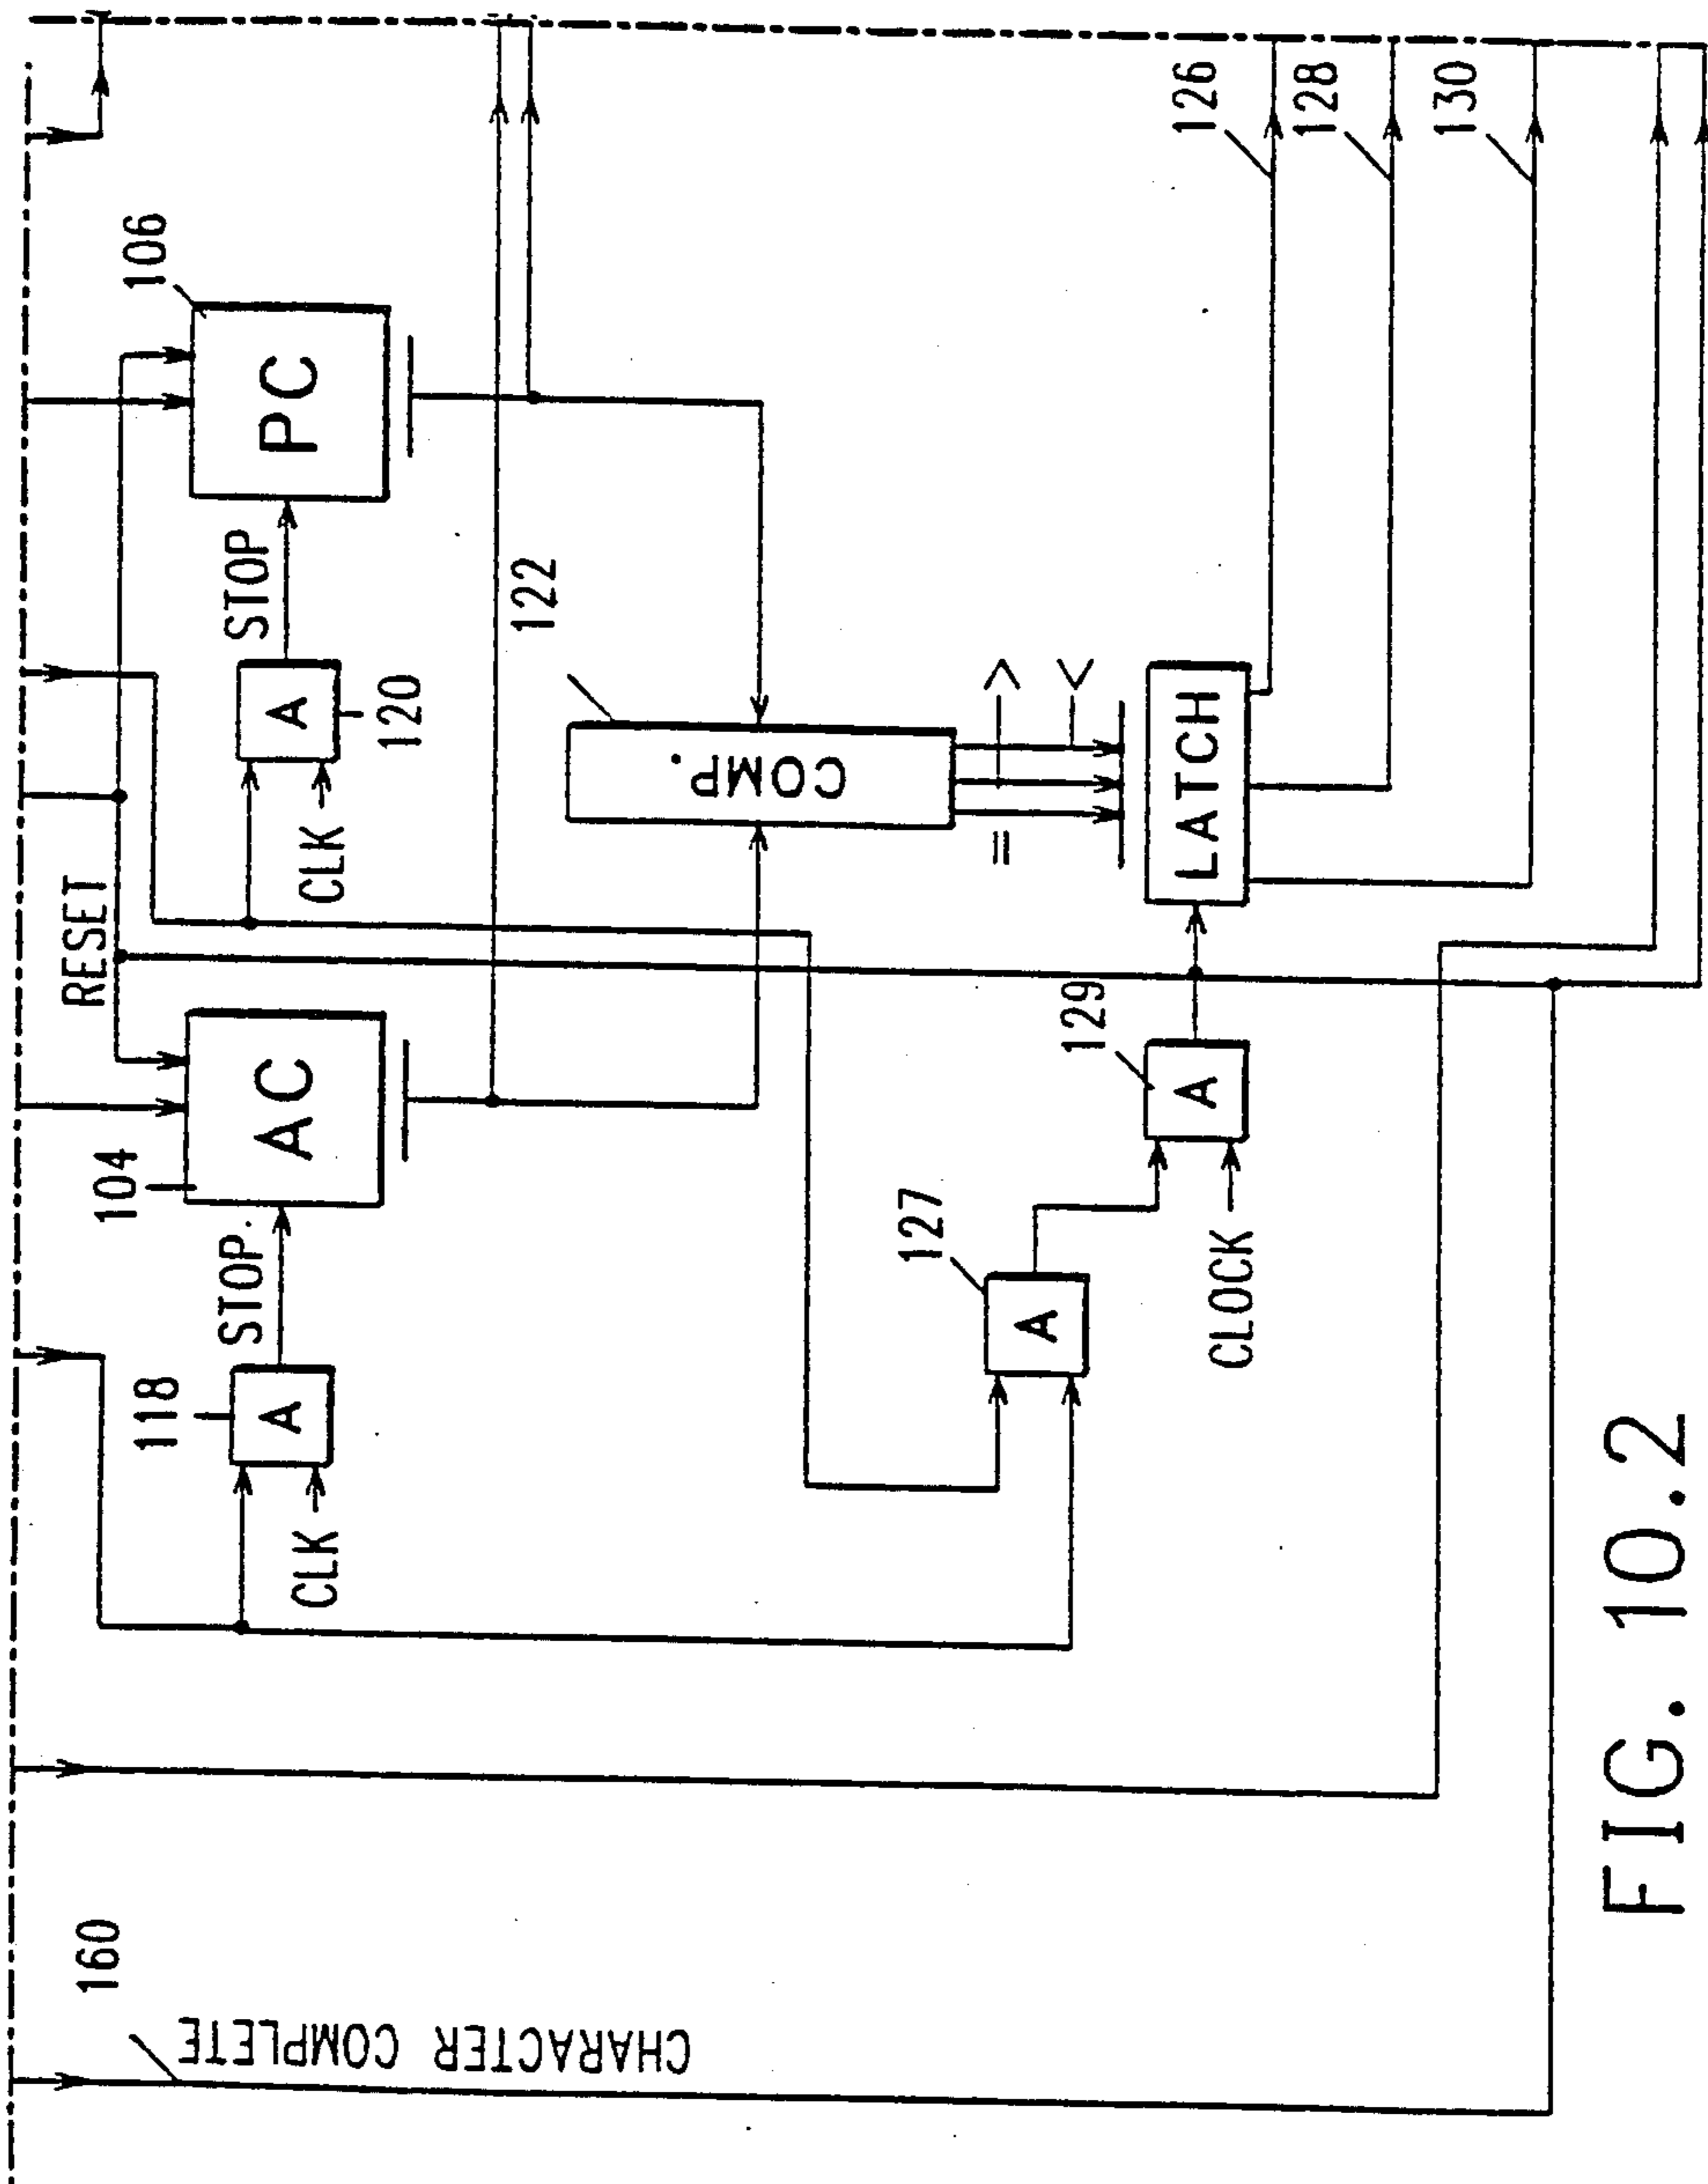 160
104
RESET
106
118
STOP
STOP
CHARACTER COMPLETE
A
AC
A
PC
CLK
CLK
120
122
COMP.
=
>
<
127
A
129
A
LATCH
CLOCK
126
128
130
FIG. 10.2